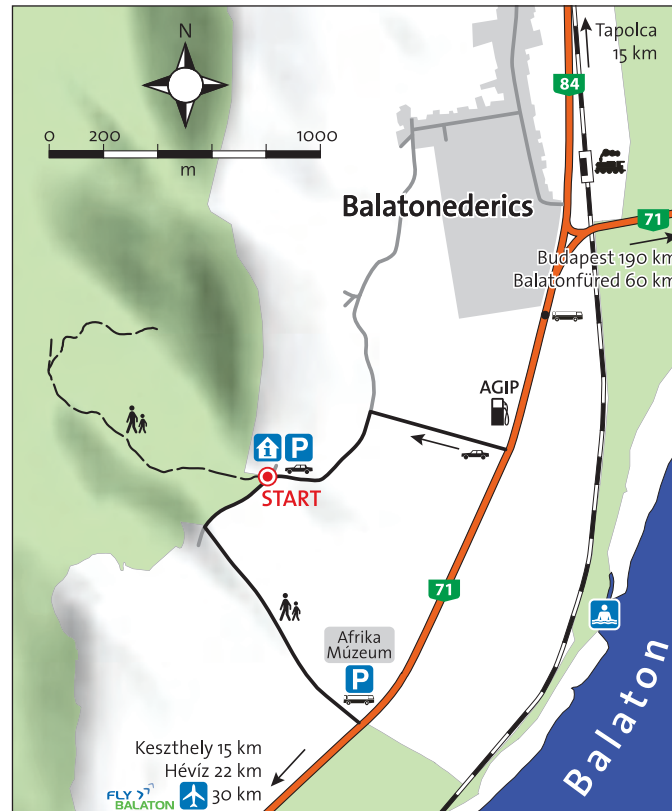 N
0 200 1000
m
Tapolca
15 km
84
Balatonederics
71
Budapest 190 km
Balatonfüred 60 km
AGIP
i P
START
71
Afrika
Múzeum
P
Keszthely 15 km
Hévíz 22 km
FLY
BALATON
30 km
Balaton